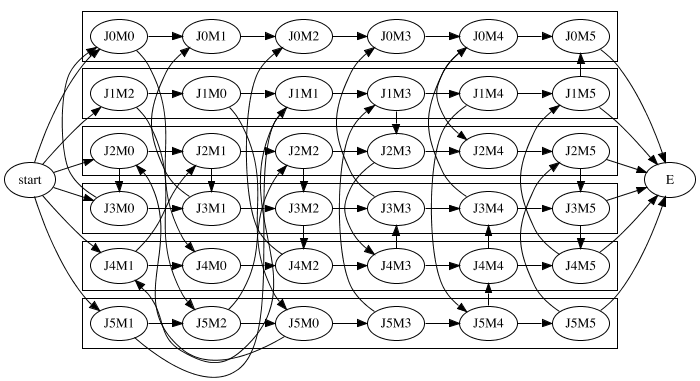 J0M0 J0M1 J0M2 J0M3 J0M4 J0M5
J1M2 J1M0 J1M1 J1M3 J1M4 J1M5
J2M0 J2M1 J2M2 J2M3 J2M4 J2M5
start E
J3M0 J3M1 J3M2 J3M3 J3M4 J3M5
J4M1 J4M0 J4M2 J4M3 J4M4 J4M5
J5M1 J5M2 J5M0 J5M3 J5M4 J5M5